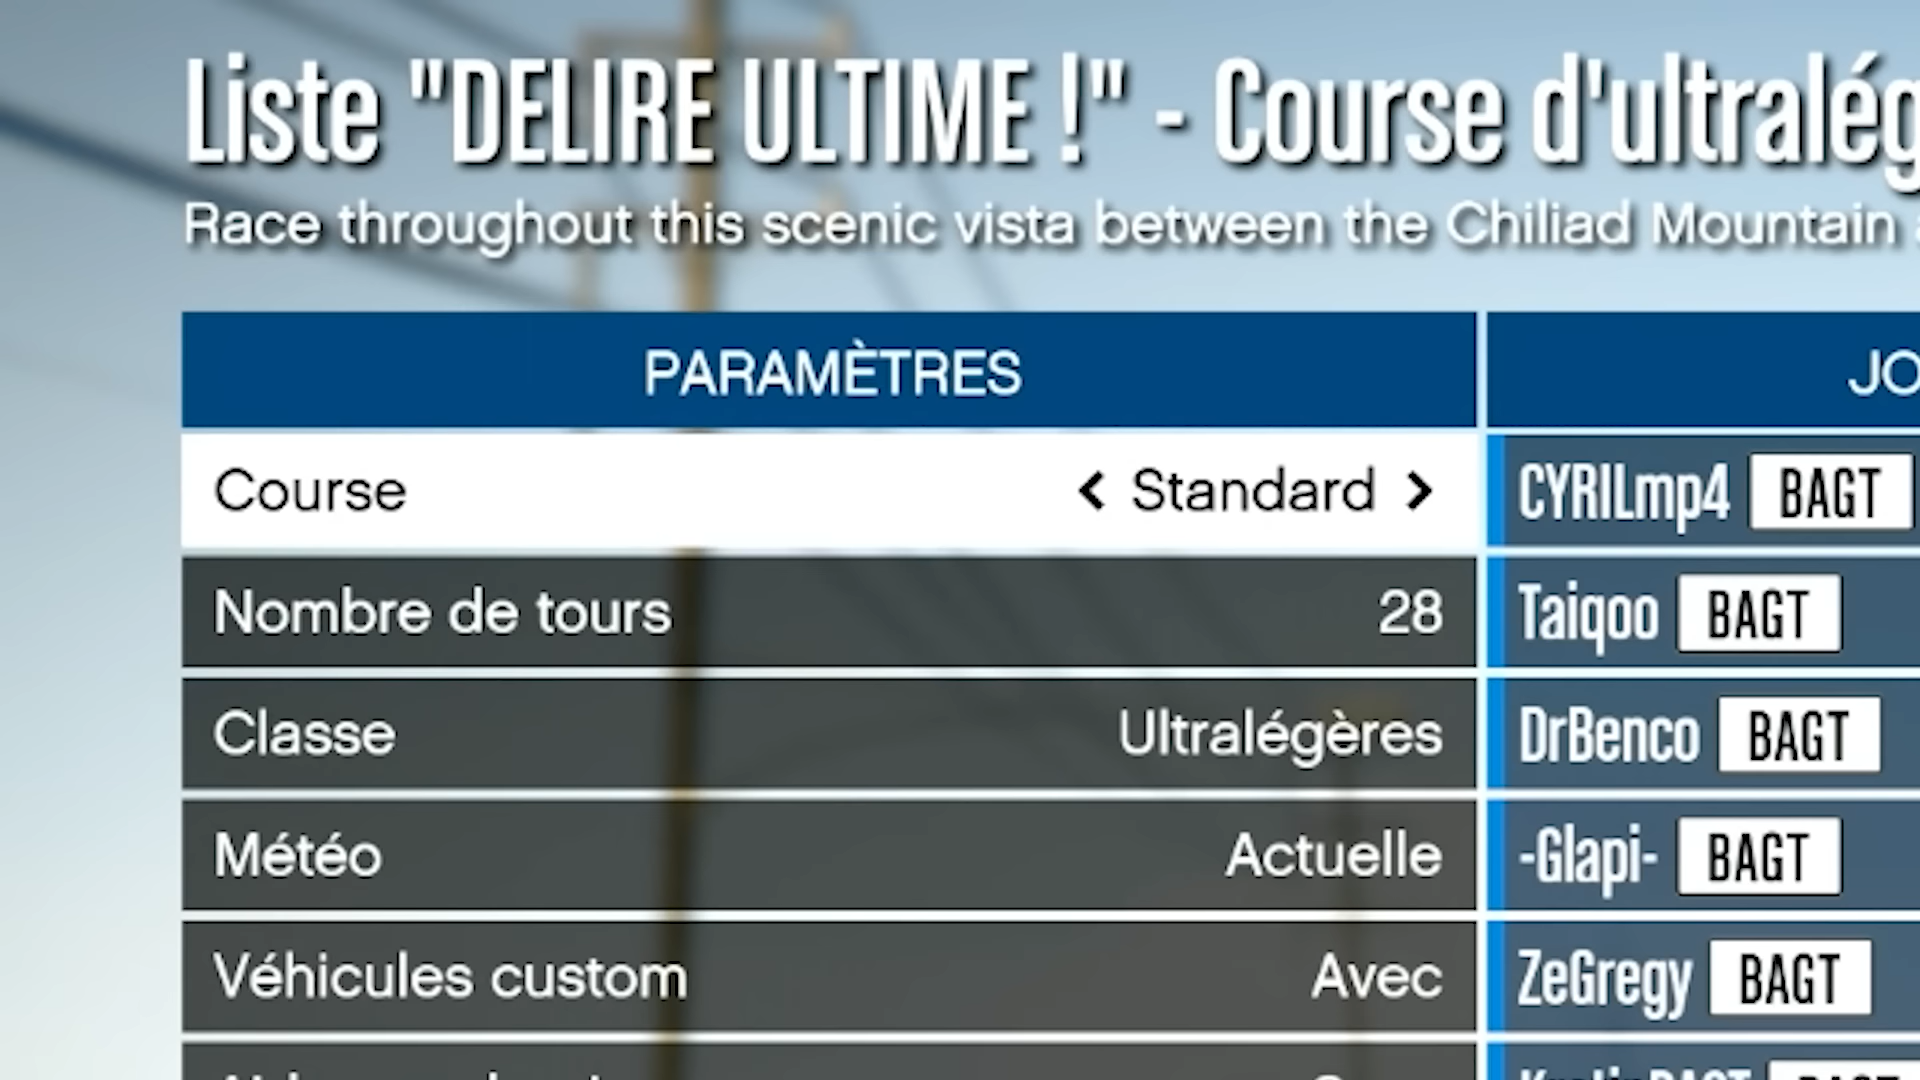 Liste "DELIRE ULTIME !" - Course d'ultralég
Race throughout this scenic vista between the Chiliad Mountain
PARAMÈTRES
JO
Course < Standard >
CYRILmp4 BAGT
Nombre de tours 28
Taiqoo BAGT
Classe Ultralégères
DrBenco BAGT
Météo Actuelle
-Glapi- BAGT
Véhicules custom Avec
ZeGregy BAGT